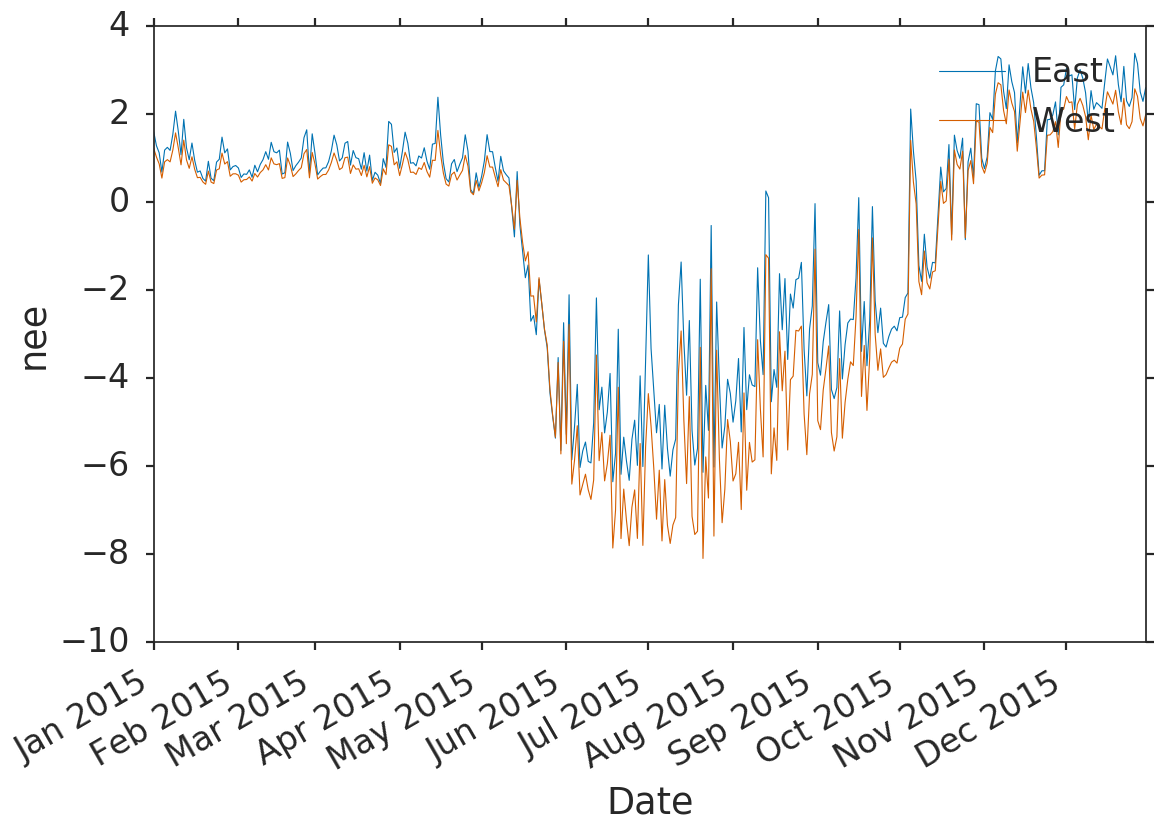 4
2
0
−2
−4
−6
−8
−10
nee
East
West
Jan 2015
Feb 2015
Mar 2015
Apr 2015
May 2015
Jun 2015
Jul 2015
Aug 2015
Sep 2015
Oct 2015
Nov 2015
Dec 2015
Date